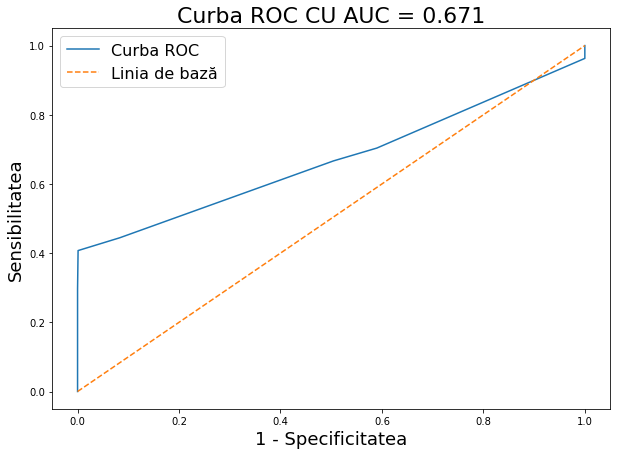 Curba ROC CU AUC = 0.671
Curba ROC
Linia de bază
Sensibilitatea
1.0
0.8
0.6
0.4
0.2
0.0
0.0 0.2 0.4 0.6 0.8 1.0
1 - Specificitatea